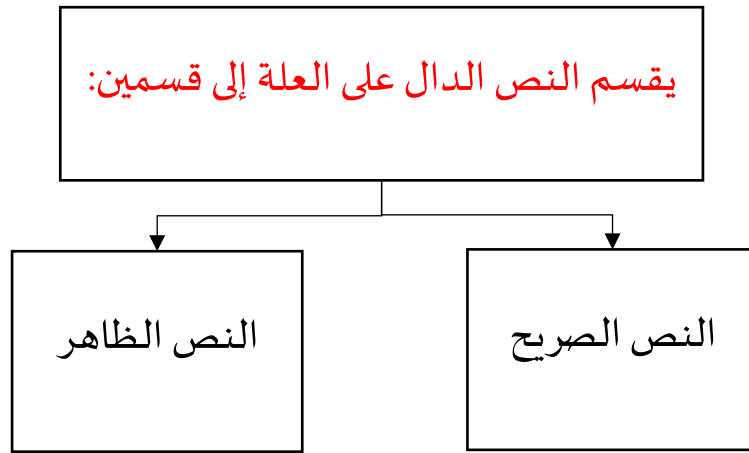 يقسم النص الدال على العلة إلى قسمين:
النص الصريح
النص الظاهر